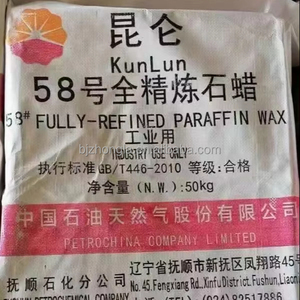 昆仑
KunLun
58号全精炼石蜡
58# FULLY-REFINED PARAFFIN WAX
工业用
INDUSTRY USE ONLY
执行标准GB/T446-2010 等级:合格
净含量(N.W.):50kg
中国石油天然气股份有限公司
PETROCHINA COMPANY LIMITED
抚顺石化分公司
辽宁省抚顺市新抚区凤翔路45号
45.Fengxiang Rd.,Xinfu Fushun,Liaon